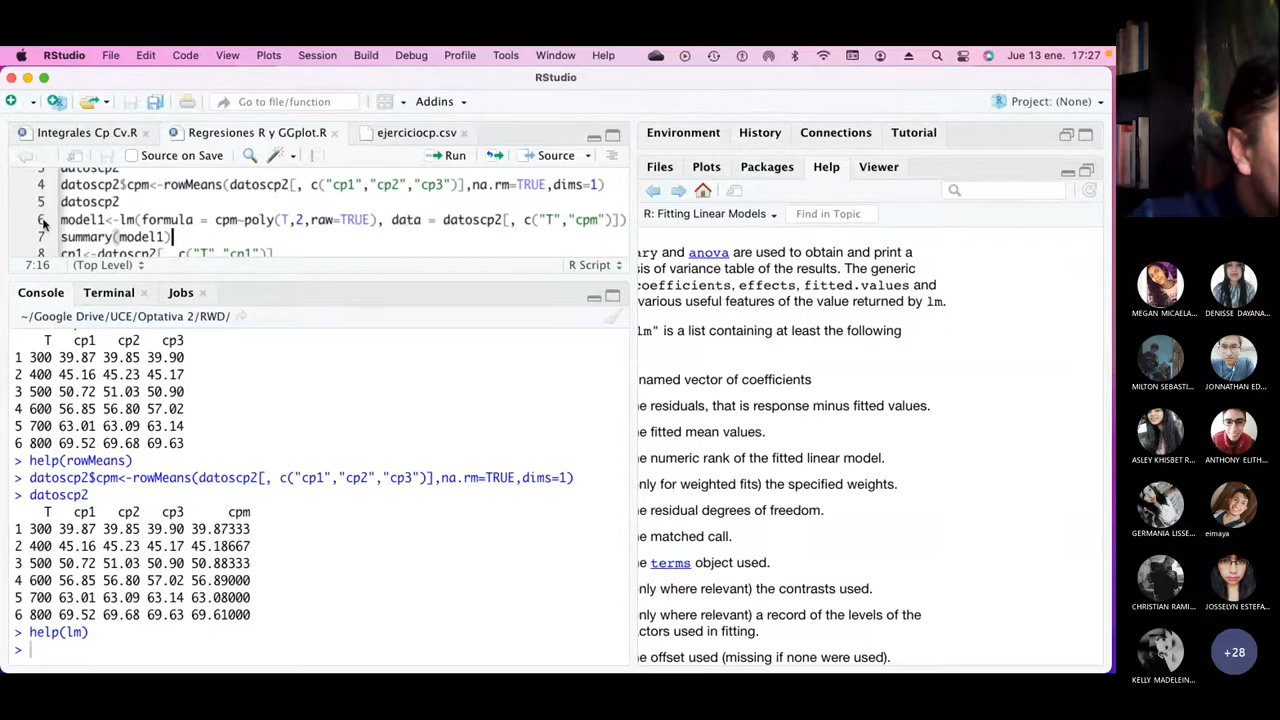 RStudio File Edit Code View Plots Session Build Debug Profile Tools Window Help Jue 13 ene. 17:27
RStudio
Go to file/function Addins Project: (None)
Integrales Cp Cv.R Regresiones R y GGplot.R ejerciciocp.csv
Source on Save Run Source
3 datoscp2
4 datoscp2$cpm<-rowMeans(datoscp2[, c("cp1","cp2","cp3")],na.rm=TRUE,dims=1)
5 datoscp2
6 model1<-lm(formula = cpm~poly(T,2,raw=TRUE), data = datoscp2[, c("T","cpm")])
7 summary(model1)
8 cp1<-datoscp2[, c("T","cp1")]
7:16 (Top Level) R Script
Console Terminal Jobs
~/Google Drive/UCE/Optativa 2/RWD/
T cp1 cp2 cp3
1 300 39.87 39.85 39.90
2 400 45.16 45.23 45.17
3 500 50.72 51.03 50.90
4 600 56.85 56.80 57.02
5 700 63.01 63.09 63.14
6 800 69.52 69.68 69.63
> help(rowMeans)
> datoscp2$cpm<-rowMeans(datoscp2[, c("cp1","cp2","cp3")],na.rm=TRUE,dims=1)
> datoscp2
T cp1 cp2 cp3 cpm
1 300 39.87 39.85 39.90 39.87333
2 400 45.16 45.23 45.17 45.18667
3 500 50.72 51.03 50.90 50.88333
4 600 56.85 56.80 57.02 56.89000
5 700 63.01 63.09 63.14 63.08000
6 800 69.52 69.68 69.63 69.61000
> help(lm)
>
Environment History Connections Tutorial
Files Plots Packages Help Viewer
R: Fitting Linear Models Find in Topic
ary and anova are used to obtain and print a
is of variance table of the results. The generic
coefficients, effects, fitted.values and
various useful features of the value returned by lm.
lm" is a list containing at least the following
named vector of coefficients
e residuals, that is response minus fitted values.
e fitted mean values.
e numeric rank of the fitted linear model.
only for weighted fits) the specified weights.
e residual degrees of freedom.
e matched call.
e terms object used.
only where relevant) the contrasts used.
only where relevant) a record of the levels of the
ctors used in fitting.
e offset used (missing if none were used).
MEGAN MICAELA... DENISSE DAYANA...
MILTON SEBASTI... JONNATHAN ED...
ASLEY KHISBET R... ANTHONY ELITH...
GERMANIA LISSE... eimaya
CHRISTIAN RAMI... JOSSELYN ESTEFA...
KELLY MADELEIN... +28